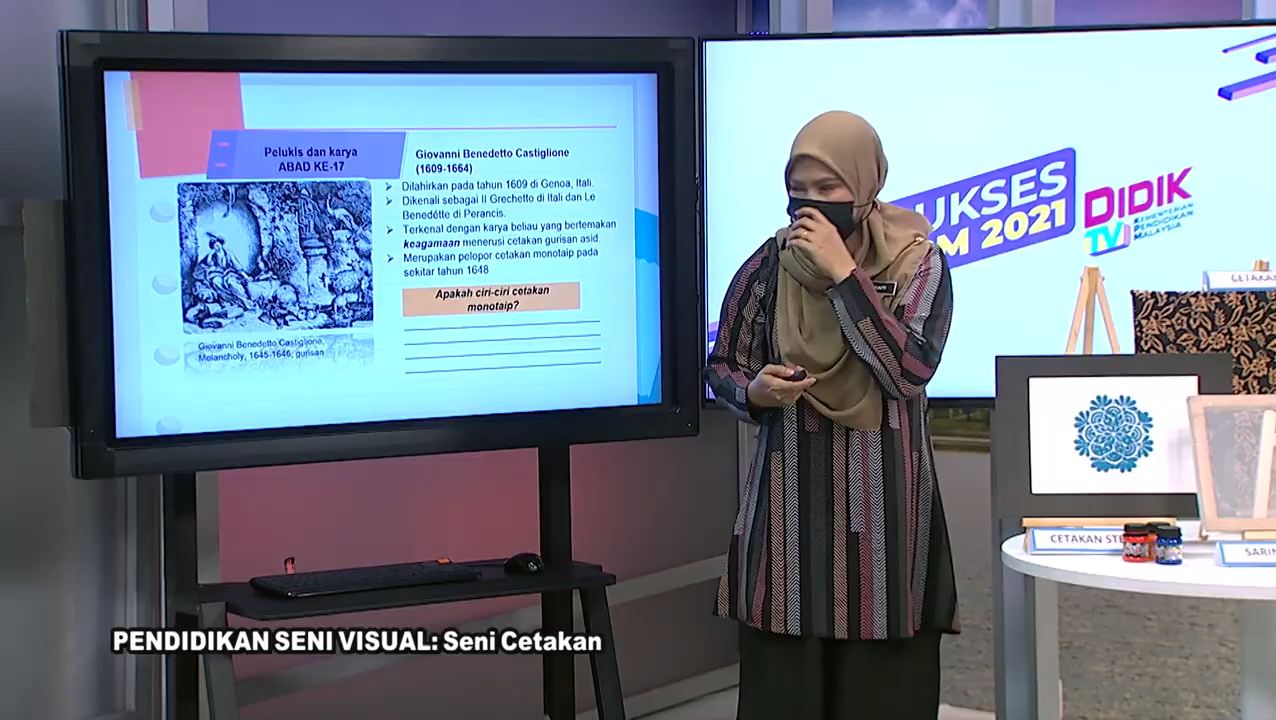 Pelukis dan karya
ABAD KE-17
Giovanni Benedetto Castiglione
(1609-1664)
Dilahirkan pada tahun 1609 di Genoa, Itali.
Dikenali sebagai Il Grechetto di Itali dan Le
Benedétte di Perancis.
Terkenal dengan karya beliau yang bertemakan
keagamaan menerusi cetakan gurisan asid.
Merupakan pelopor cetakan monotaip pada
sekitar tahun 1648
Apakah ciri-ciri cetakan
monotaip?
Giovanni Benedetto Castiglione,
Melancholy, 1645-1646, gurisan
2021
DIDIK
TV
KEMENTERIAN
PENDIDIKAN
MALAYSIA
CETAKAN
SARIN
PENDIDIKAN SENI VISUAL: Seni Cetakan